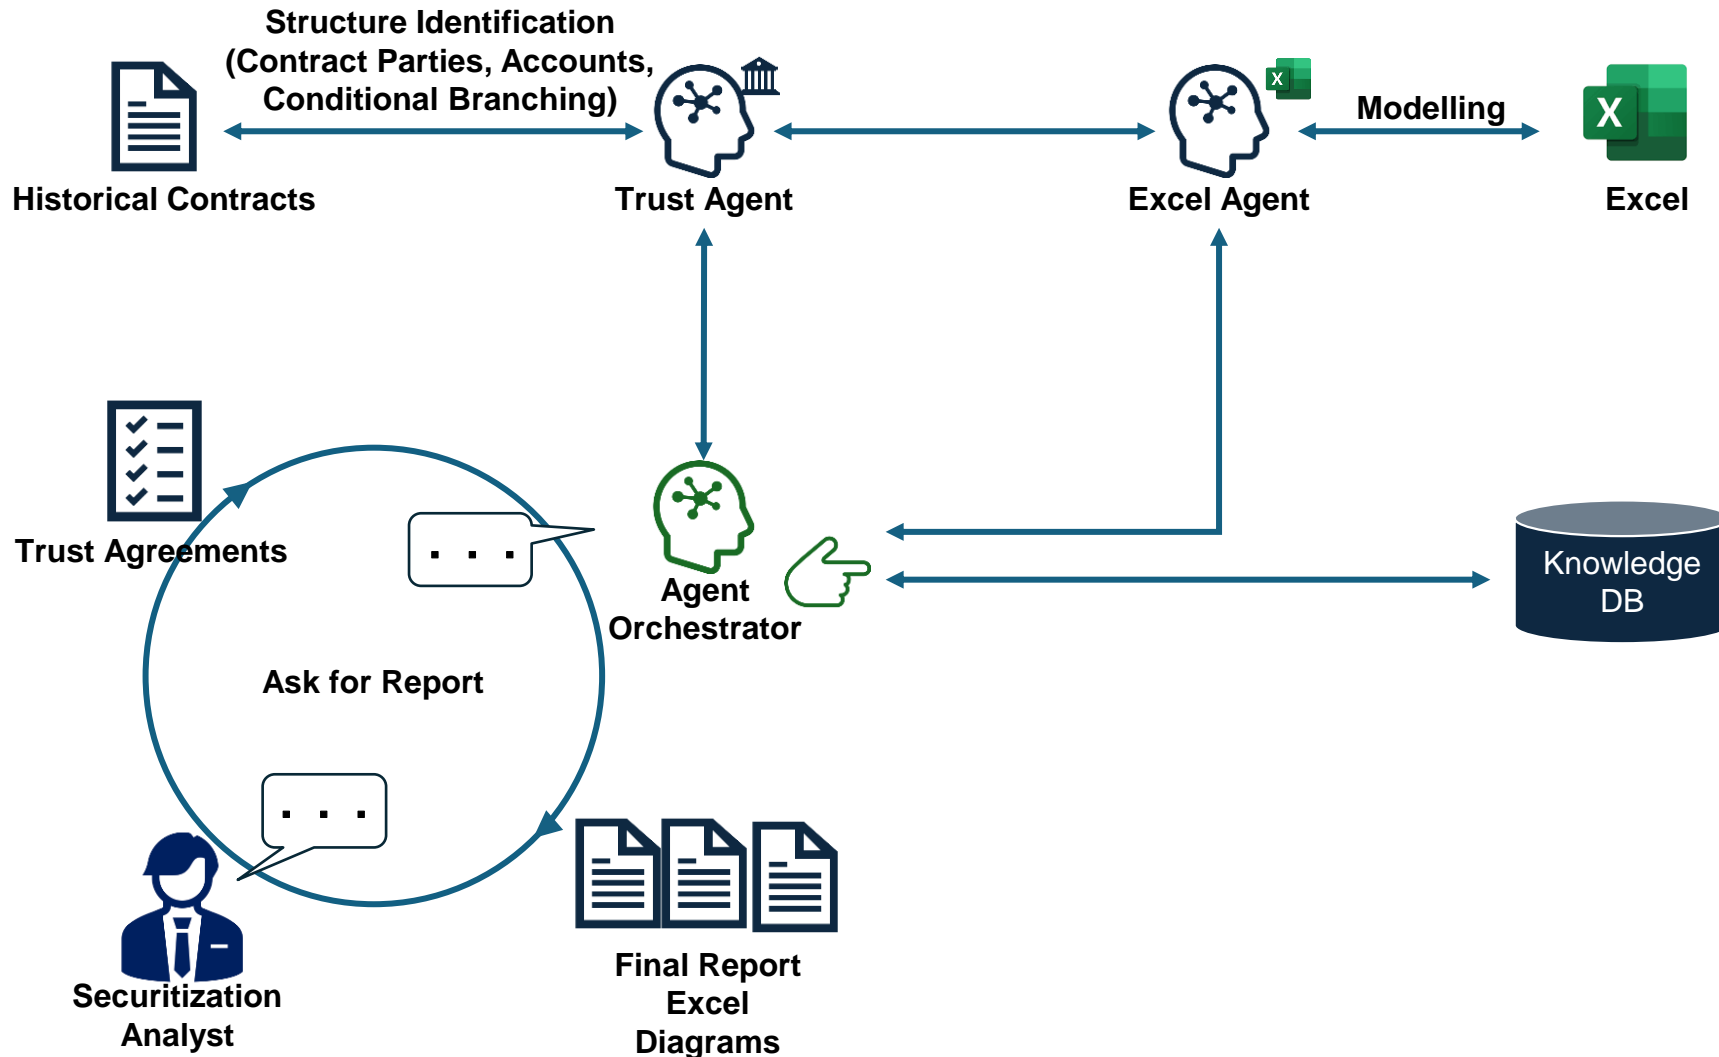 Structure Identification
(Contract Parties, Accounts,
Conditional Branching)
Historical Contracts
Trust Agent
X
Excel Agent
Modelling
X
Excel
Trust Agreements
. . .
Agent
Orchestrator
Knowledge
DB
Ask for Report
. . .
Securitization
Analyst
Final Report
Excel
Diagrams